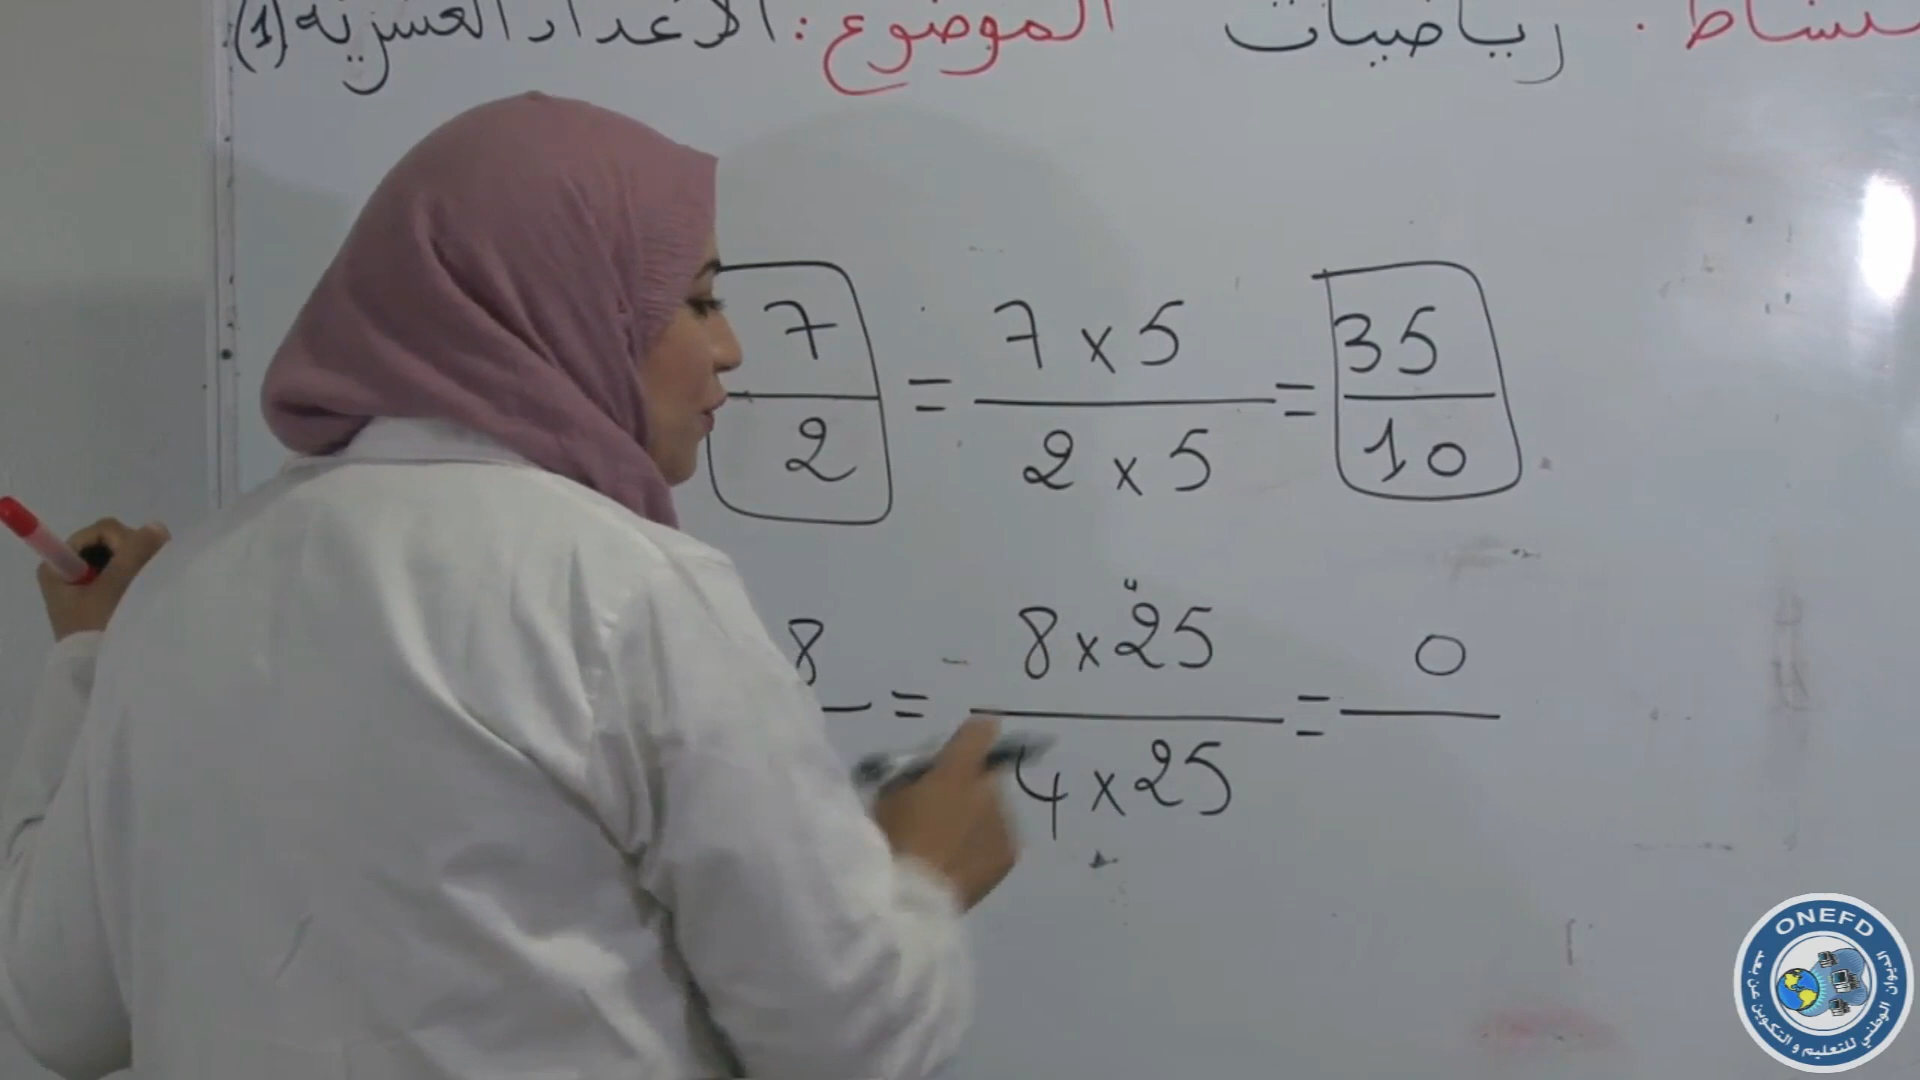 النشاط: رياضيات الموضوع: الأعداد العشرية (1)
7/2 = 7 x 5 / 2 x 5 = 35/10
8/ = 8 x 25 / 4 x 25 = 0/
4
ONEFD
الديوان الوطني للتعليم و التكوين عن بعد